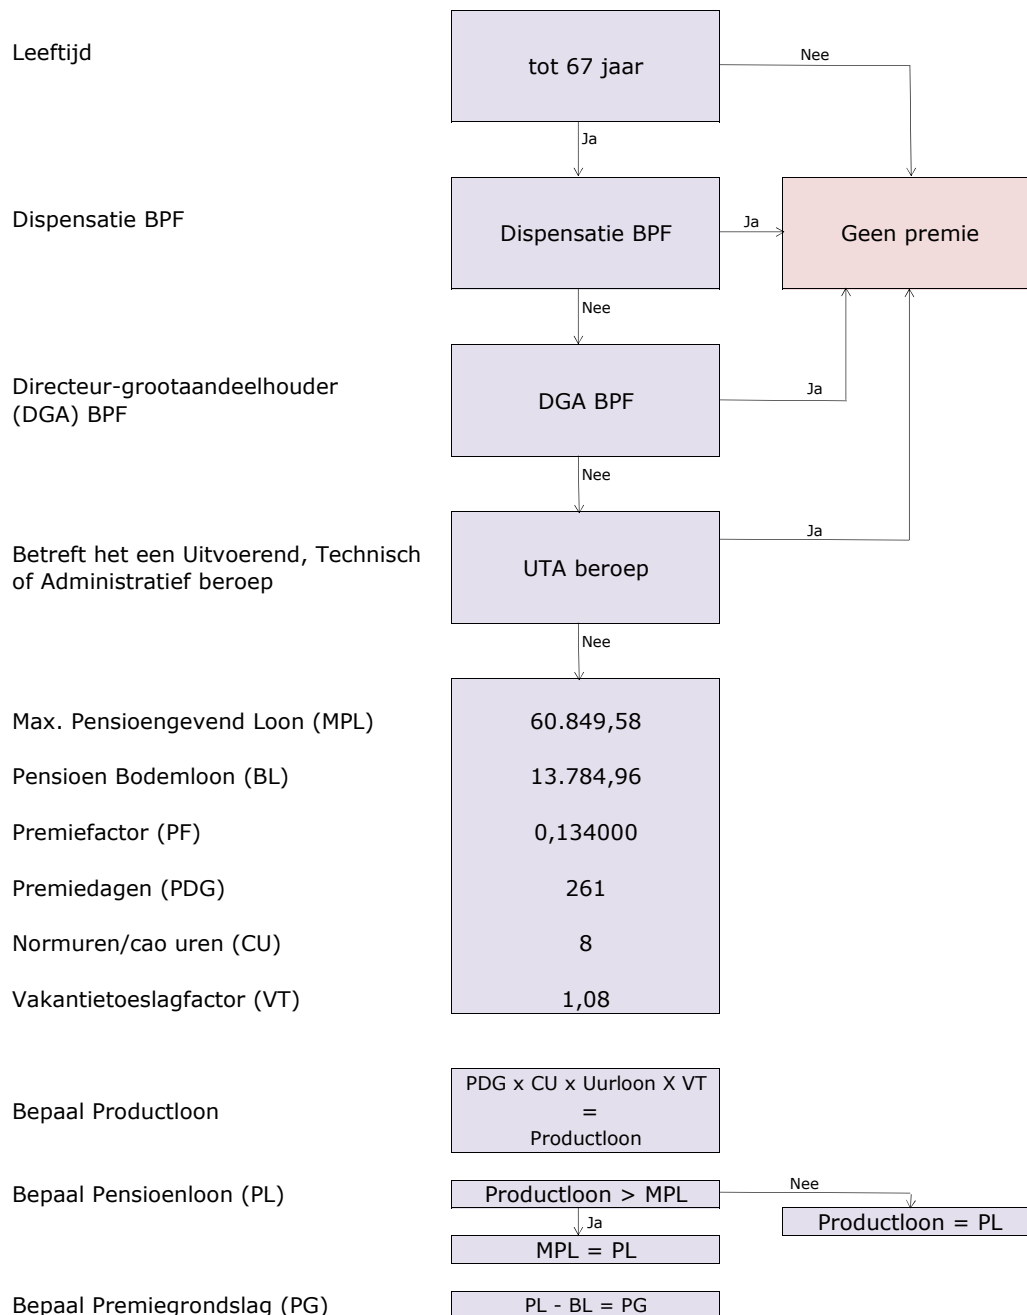 Leeftijd
tot 67 jaar
Nee
Ja
Dispensatie BPF
Dispensatie BPF
Ja
Geen premie
Nee
Directeur-grootaandeelhouder
(DGA) BPF
DGA BPF
Ja
Nee
Betreft het een Uitvoerend, Technisch
of Administratief beroep
UTA beroep
Ja
Nee
Max. Pensioengevend Loon (MPL)
60.849,58
Pensioen Bodemloon (BL)
13.784,96
Premiefactor (PF)
0,134000
Premiedagen (PDG)
261
Normuren/cao uren (CU)
8
Vakantietoeslagfactor (VT)
1,08
Bepaal Productloon
PDG x CU x Uurloon X VT
=
Productloon
Bepaal Pensioenloon (PL)
Productloon > MPL
Nee
Productloon = PL
Ja
MPL = PL
Bepaal Premiegrondslag (PG)
PL - BL = PG